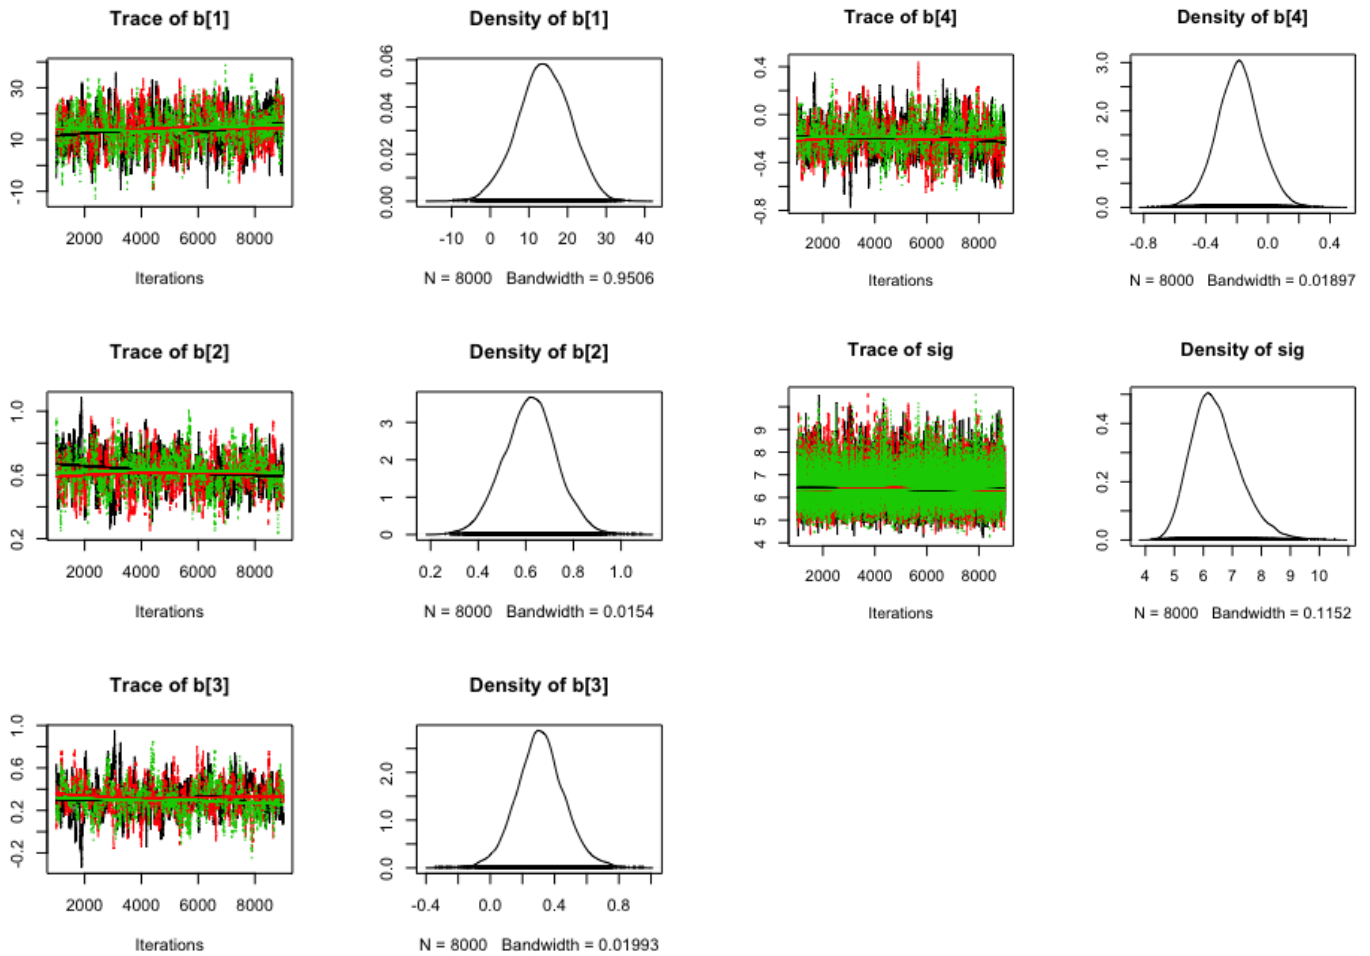 Trace of b[1]
30
10
-10
2000 4000 6000 8000
Iterations
Density of b[1]
0.06
0.04
0.02
0.00
-10 0 10 20 30 40
N = 8000 Bandwidth = 0.9506
Trace of b[4]
0.4
0.0
-0.4
-0.8
2000 4000 6000 8000
Iterations
Density of b[4]
3.0
2.0
1.0
0.0
-0.8 -0.4 0.0 0.4
N = 8000 Bandwidth = 0.01897
Trace of b[2]
1.0
0.6
0.2
2000 4000 6000 8000
Iterations
Density of b[2]
3
2
1
0
0.2 0.4 0.6 0.8 1.0
N = 8000 Bandwidth = 0.0154
Trace of sig
9
8
7
6
5
4
2000 4000 6000 8000
Iterations
Density of sig
0.4
0.2
0.0
4 5 6 7 8 9 10
N = 8000 Bandwidth = 0.1152
Trace of b[3]
1.0
0.6
0.2
-0.2
2000 4000 6000 8000
Iterations
Density of b[3]
2.0
1.0
0.0
-0.4 0.0 0.4 0.8
N = 8000 Bandwidth = 0.01993